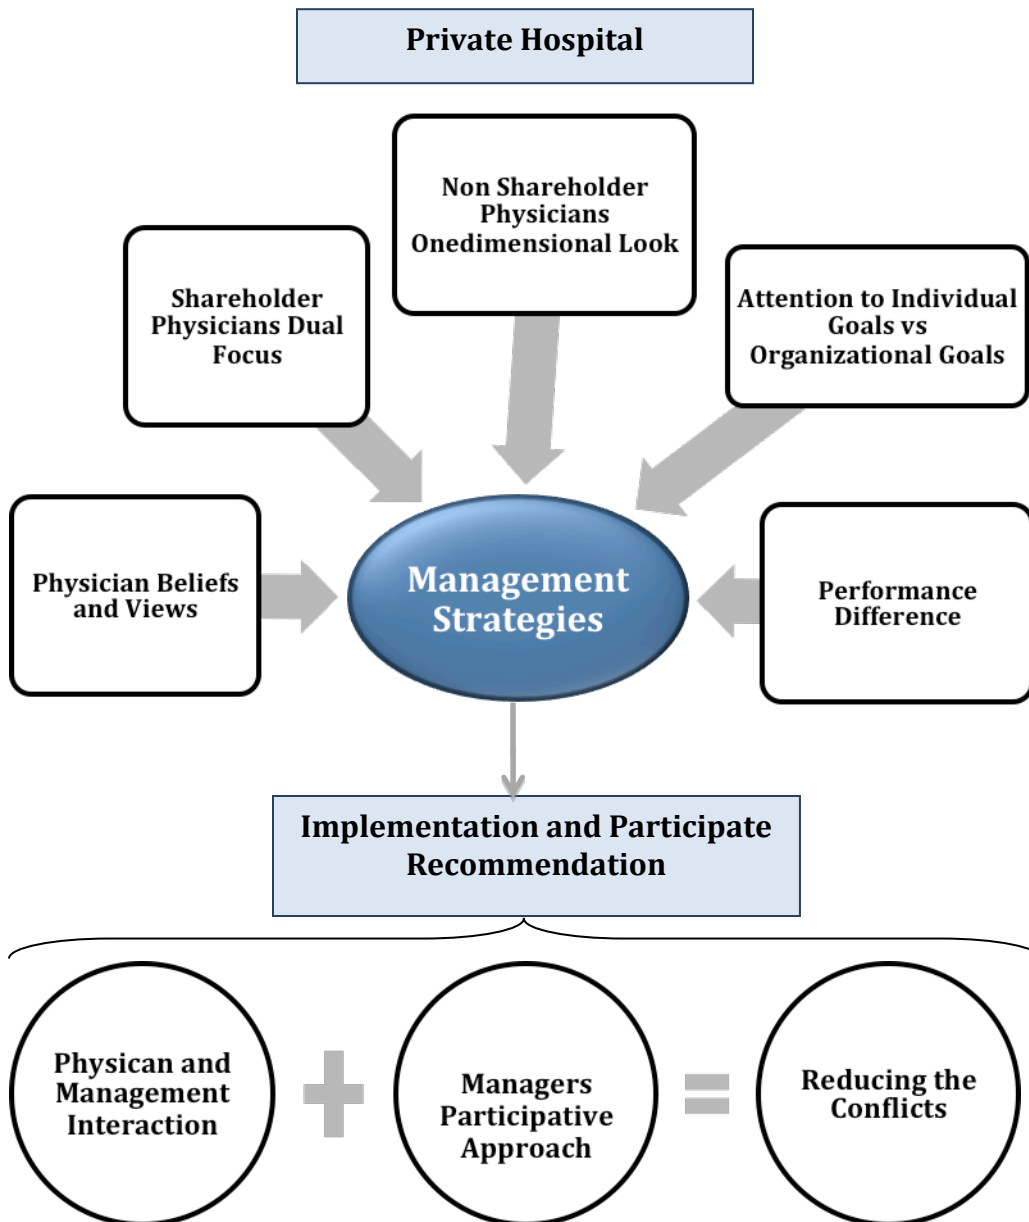 Private Hospital
Non Shareholder
Physicians
Onedimensional Look
Shareholder
Physicians Dual
Focus
Attention to Individual
Goals vs
Organizational Goals
Physician Beliefs
and Views
Management
Strategies
Performance
Difference
Implementation and Participate
Recommendation
Physican and
Management
Interaction
+
Managers
Participative
Approach
=
Reducing the
Conflicts